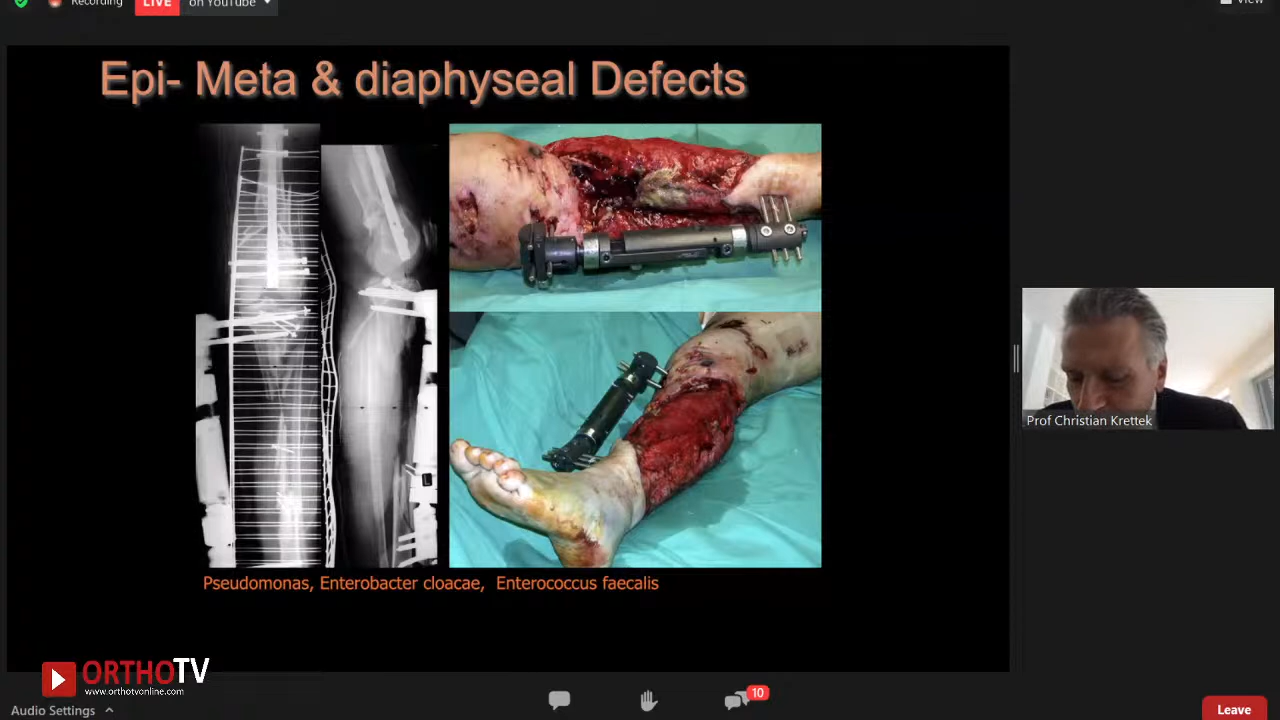 Recording
LIVE
on YouTube
View
Epi- Meta & diaphyseal Defects
Prof Christian Krettek
Pseudomonas, Enterobacter cloacae, Enterococcus faecalis
ORTHOTV
www.orthotvonline.com
10
Audio Settings
Leave